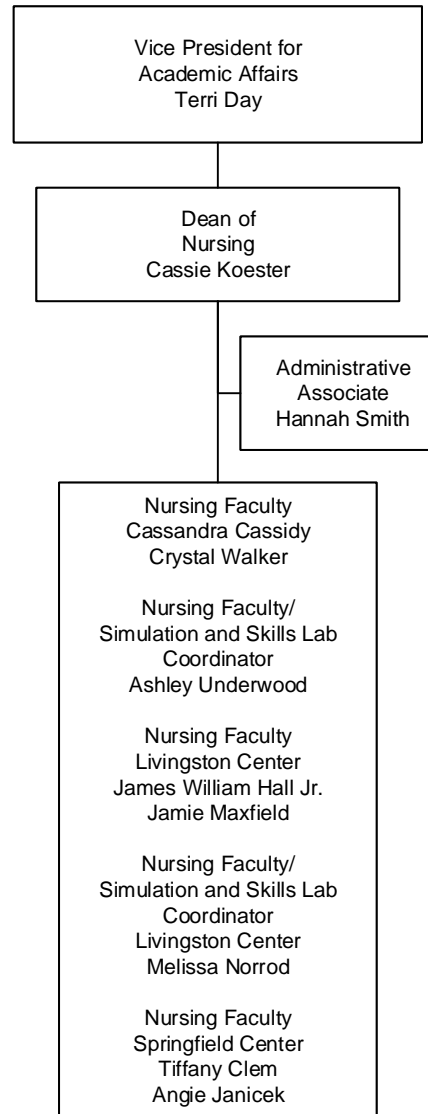 Vice President for
Academic Affairs
Terri Day
Dean of
Nursing
Cassie Koester
Administrative
Associate
Hannah Smith
Nursing Faculty
Cassandra Cassidy
Crystal Walker
Nursing Faculty/
Simulation and Skills Lab
Coordinator
Ashley Underwood
Nursing Faculty
Livingston Center
James William Hall Jr.
Jamie Maxfield
Nursing Faculty/
Simulation and Skills Lab
Coordinator
Livingston Center
Melissa Norrod
Nursing Faculty
Springfield Center
Tiffany Clem
Angie Janicek